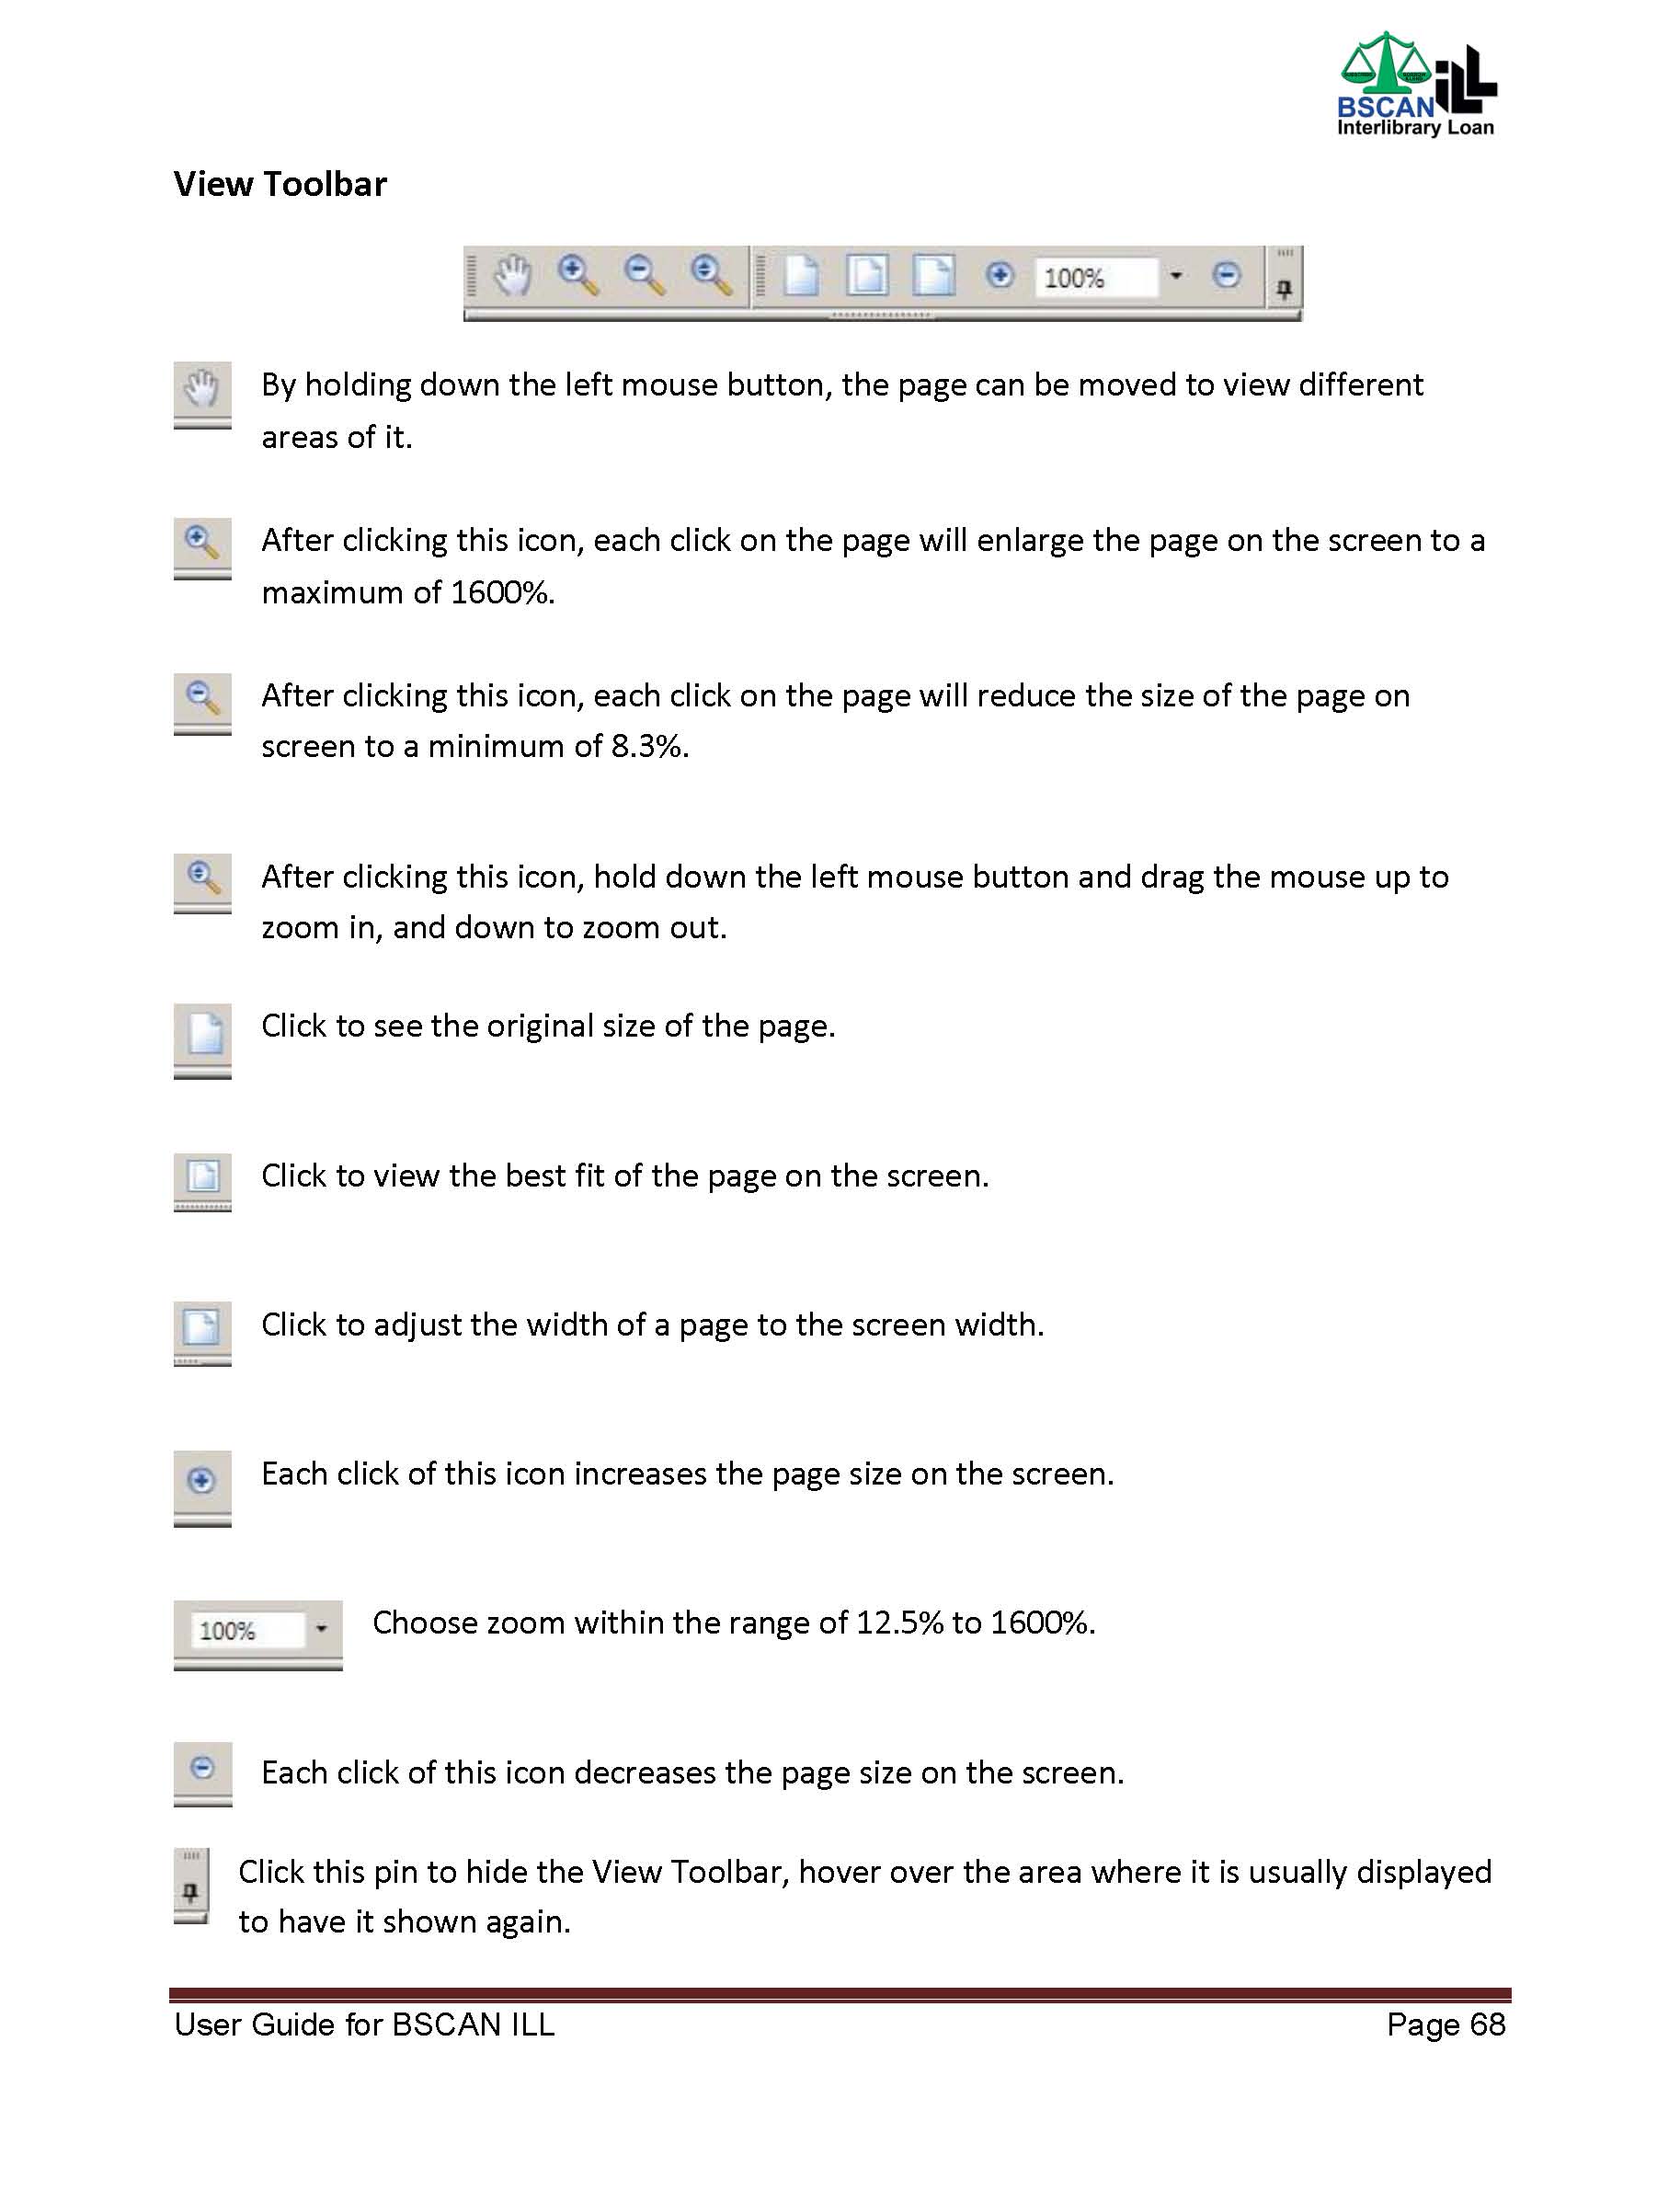 BSCAN ILL
Interlibrary Loan
View Toolbar
100%
By holding down the left mouse button, the page can be moved to view different
areas of it.
After clicking this icon, each click on the page will enlarge the page on the screen to a
maximum of 1600%.
After clicking this icon, each click on the page will reduce the size of the page on
screen to a minimum of 8.3%.
After clicking this icon, hold down the left mouse button and drag the mouse up to
zoom in, and down to zoom out.
Click to see the original size of the page.
Click to view the best fit of the page on the screen.
Click to adjust the width of a page to the screen width.
Each click of this icon increases the page size on the screen.
100% Choose zoom within the range of 12.5% to 1600%.
Each click of this icon decreases the page size on the screen.
Click this pin to hide the View Toolbar, hover over the area where it is usually displayed
to have it shown again.
User Guide for BSCAN ILL Page 68